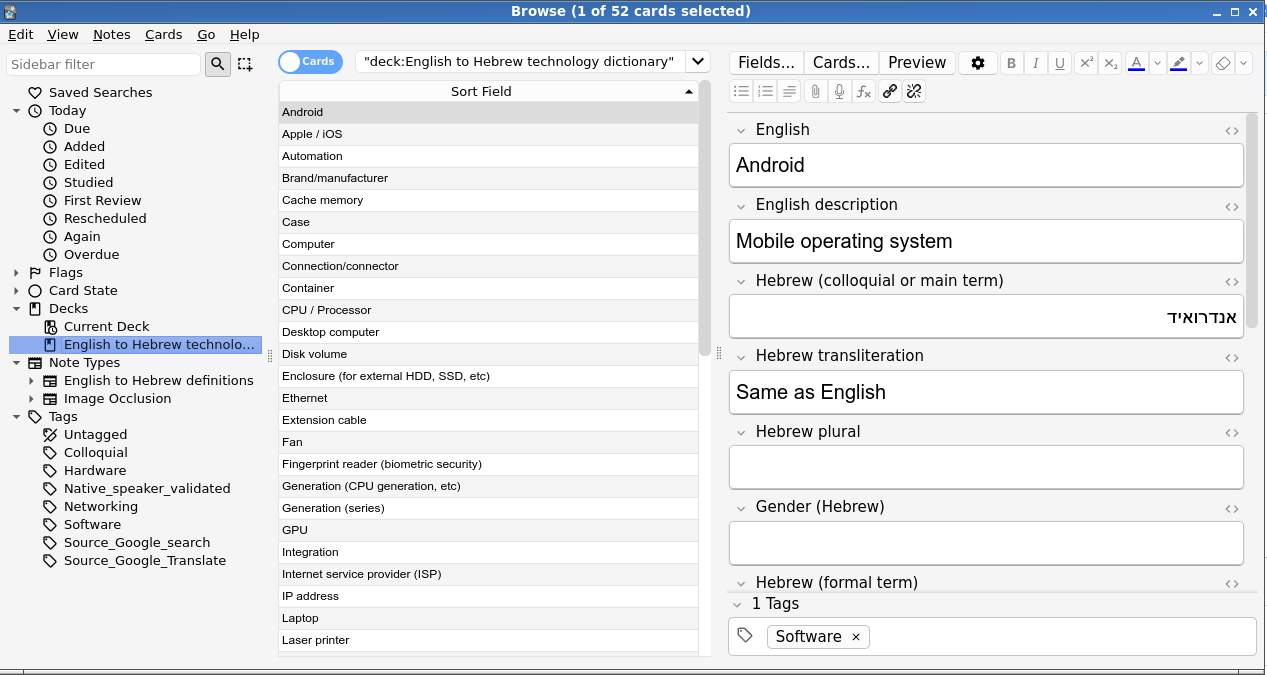 Browse (1 of 52 cards selected)
Edit View Notes Cards Go Help
Sidebar filter
Saved Searches
Today
Due
Added
Edited
Studied
First Review
Rescheduled
Again
Overdue
Flags
Card State
Decks
Current Deck
English to Hebrew technolo...
Note Types
English to Hebrew definitions
Image Occlusion
Tags
Untagged
Colloquial
Hardware
Native_speaker_validated
Networking
Software
Source_Google_search
Source_Google_Translate
Cards
"deck:English to Hebrew technology dictionary"
Sort Field
Android
Apple / iOS
Automation
Brand/manufacturer
Cache memory
Case
Computer
Connection/connector
Container
CPU / Processor
Desktop computer
Disk volume
Enclosure (for external HDD, SSD, etc)
Ethernet
Extension cable
Fan
Fingerprint reader (biometric security)
Generation (CPU generation, etc)
Generation (series)
GPU
Integration
Internet service provider (ISP)
IP address
Laptop
Laser printer
Fields... Cards... Preview B I U x² x₂ A
fx
English
Android
English description
Mobile operating system
Hebrew (colloquial or main term)
אנדרואיד
Hebrew transliteration
Same as English
Hebrew plural
Gender (Hebrew)
Hebrew (formal term)
1 Tags
Software ×